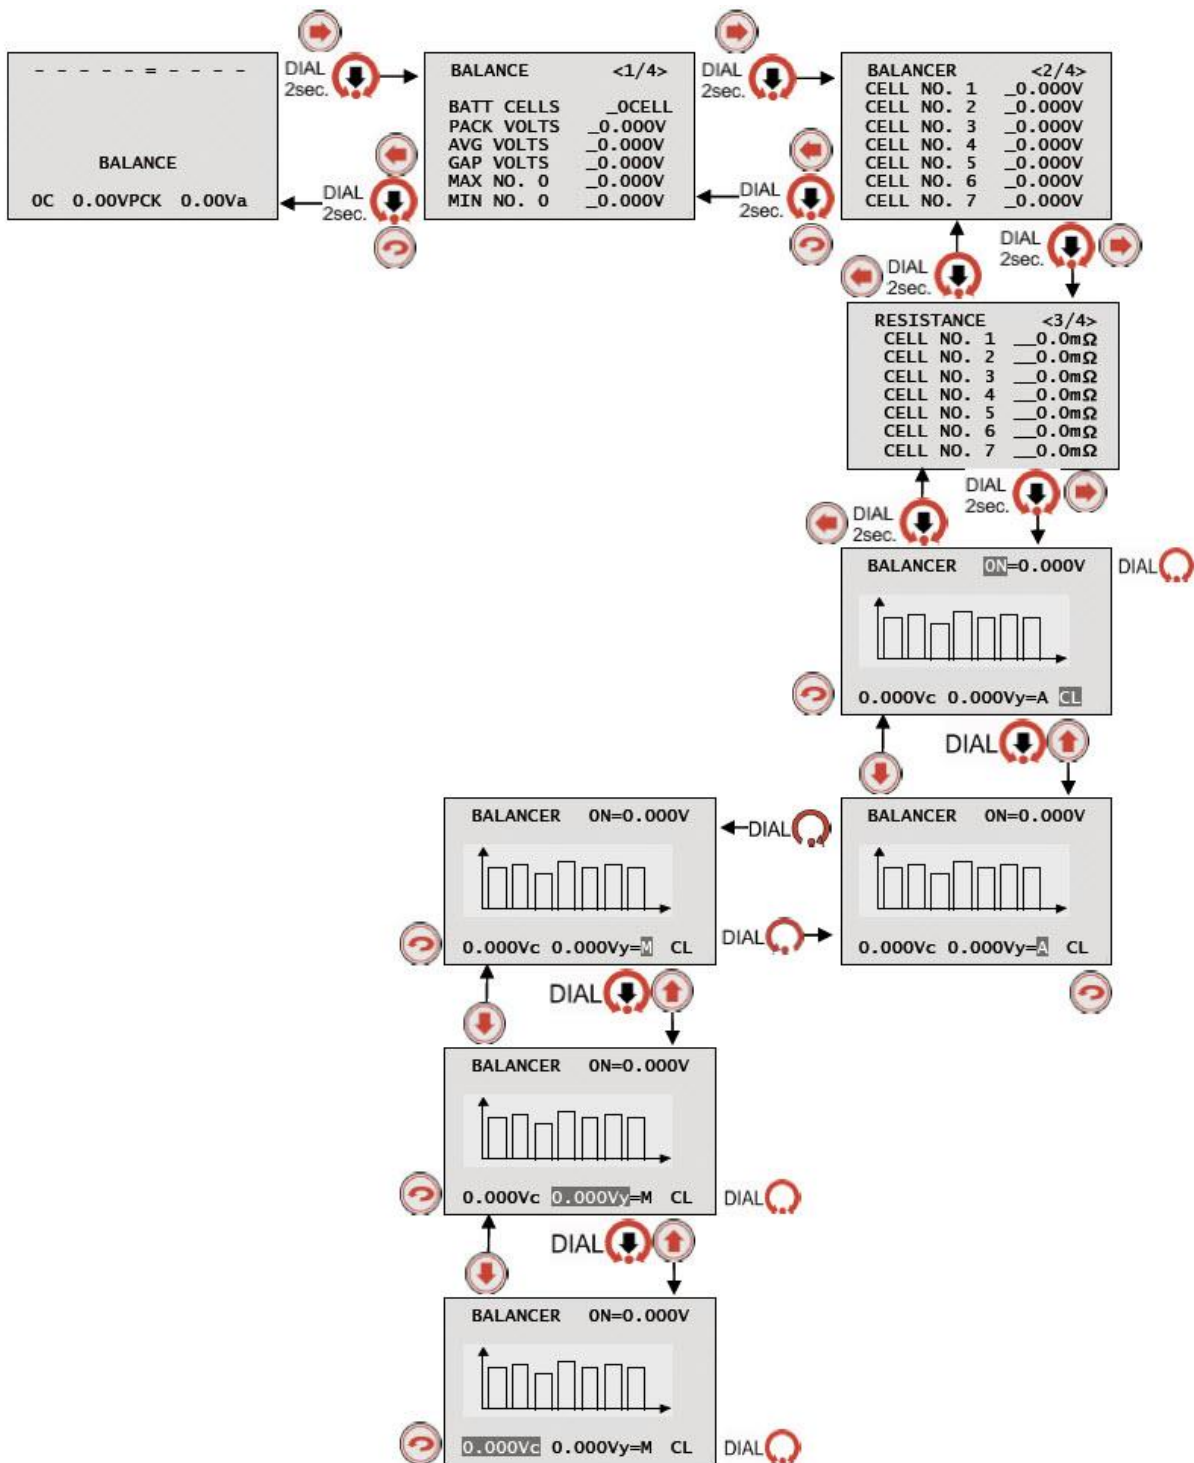 - - - - - = - - - -
BALANCE
0C 0.00VPCK 0.00Va
DIAL
2sec.
DIAL
2sec.
BALANCE <1/4>
BATT CELLS _0CELL
PACK VOLTS _0.000V
AVG VOLTS _0.000V
GAP VOLTS _0.000V
MAX NO. 0 _0.000V
MIN NO. 0 _0.000V
DIAL
2sec.
DIAL
2sec.
BALANCER <2/4>
CELL NO. 1 _0.000V
CELL NO. 2 _0.000V
CELL NO. 3 _0.000V
CELL NO. 4 _0.000V
CELL NO. 5 _0.000V
CELL NO. 6 _0.000V
CELL NO. 7 _0.000V
DIAL
2sec.
DIAL
2sec.
RESISTANCE <3/4>
CELL NO. 1 __0.0mΩ
CELL NO. 2 __0.0mΩ
CELL NO. 3 __0.0mΩ
CELL NO. 4 __0.0mΩ
CELL NO. 5 __0.0mΩ
CELL NO. 6 __0.0mΩ
CELL NO. 7 __0.0mΩ
DIAL
2sec.
DIAL
2sec.
BALANCER ON=0.000V
DIAL
0.000Vc 0.000Vy=A CL
DIAL
BALANCER ON=0.000V
0.000Vc 0.000Vy=A CL
DIAL
DIAL
BALANCER ON=0.000V
0.000Vc 0.000Vy=M CL
DIAL
BALANCER ON=0.000V
0.000Vc 0.000Vy=M CL
DIAL
DIAL
BALANCER ON=0.000V
0.000Vc 0.000Vy=M CL
DIAL